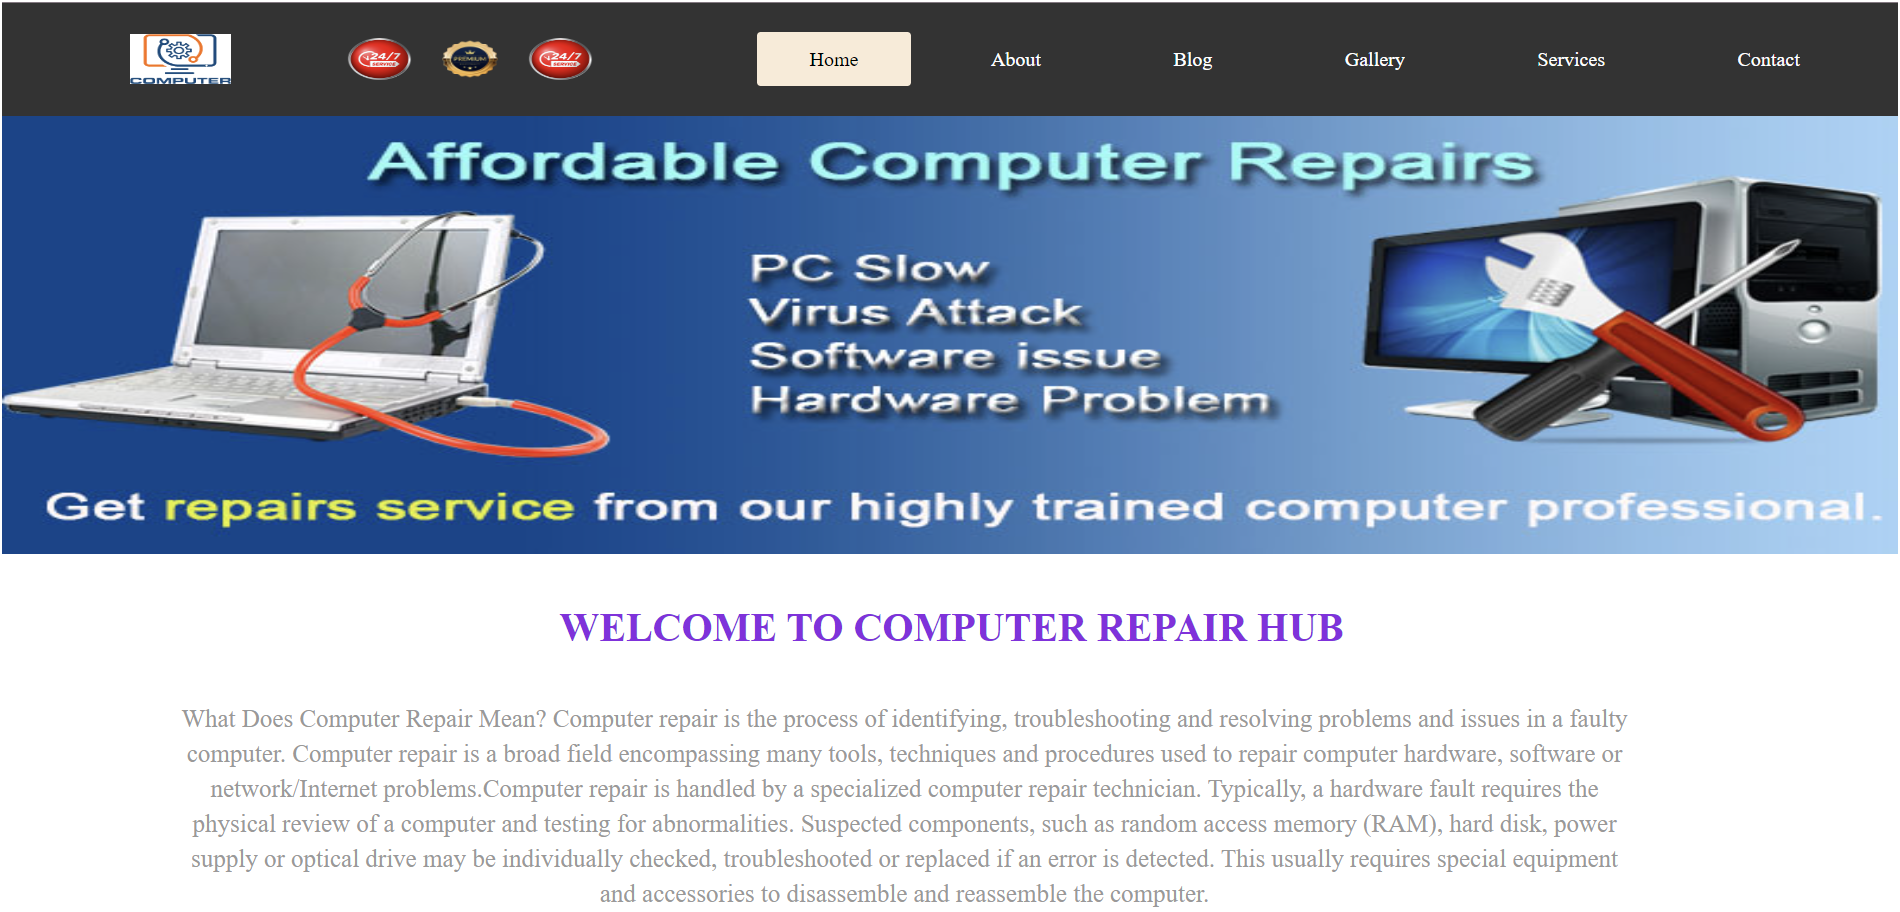 COMPUTER
24/7
SERVICE
PREMIUM
24/7
SERVICE
Home
About
Blog
Gallery
Services
Contact
Affordable Computer Repairs
PC Slow
Virus Attack
Software issue
Hardware Problem
Get repairs service from our highly trained computer professional.
WELCOME TO COMPUTER REPAIR HUB
What Does Computer Repair Mean? Computer repair is the process of identifying, troubleshooting and resolving problems and issues in a faulty
computer. Computer repair is a broad field encompassing many tools, techniques and procedures used to repair computer hardware, software or
network/Internet problems.Computer repair is handled by a specialized computer repair technician. Typically, a hardware fault requires the
physical review of a computer and testing for abnormalities. Suspected components, such as random access memory (RAM), hard disk, power
supply or optical drive may be individually checked, troubleshooted or replaced if an error is detected. This usually requires special equipment
and accessories to disassemble and reassemble the computer.